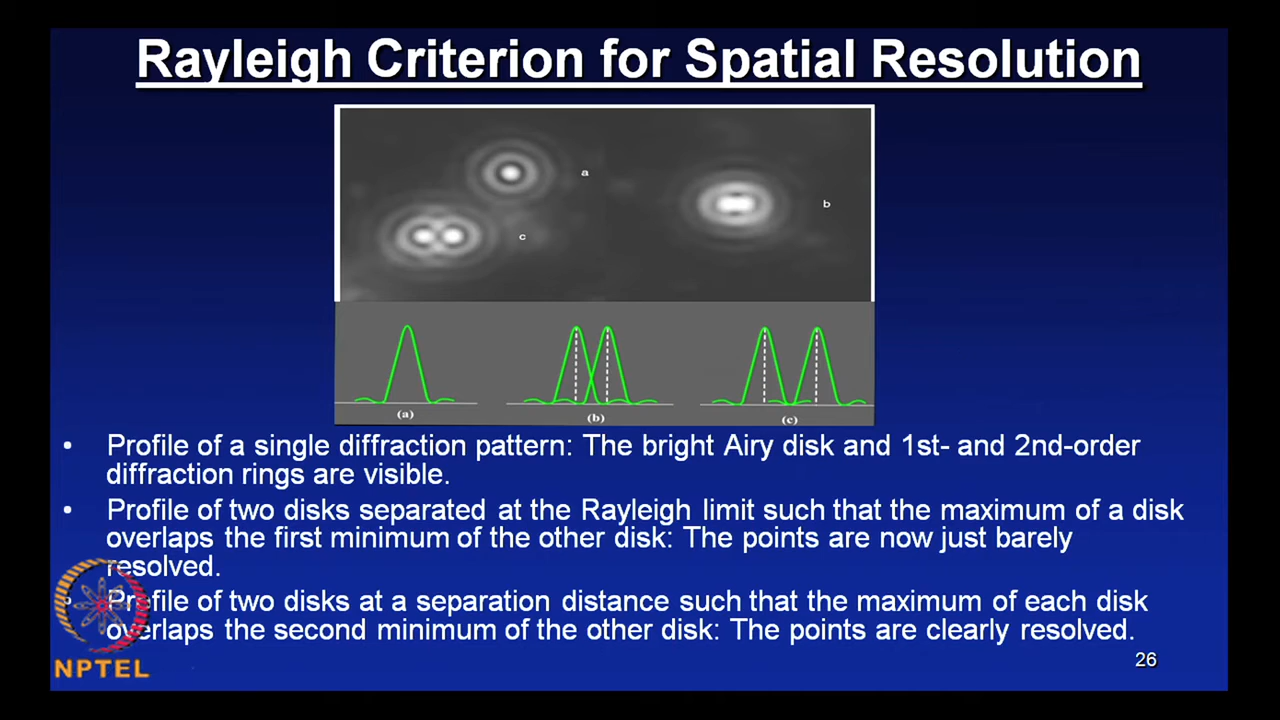 Rayleigh Criterion for Spatial Resolution
a
b
c
(a)
(b)
(c)
• Profile of a single diffraction pattern: The bright Airy disk and 1st- and 2nd-order
diffraction rings are visible.
• Profile of two disks separated at the Rayleigh limit such that the maximum of a disk
overlaps the first minimum of the other disk: The points are now just barely
resolved.
• Profile of two disks at a separation distance such that the maximum of each disk
overlaps the second minimum of the other disk: The points are clearly resolved.
26
NPTEL